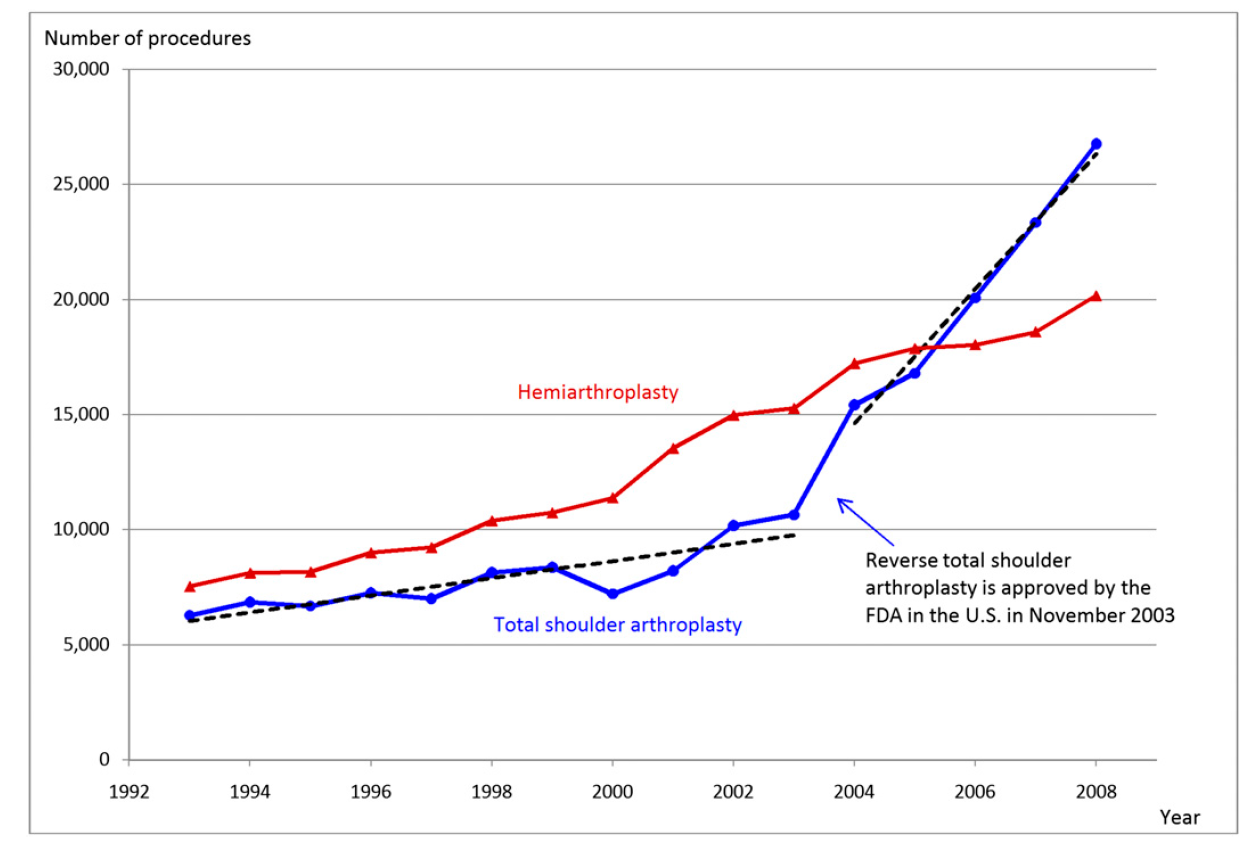 Number of procedures
30,000
25,000
20,000
15,000
10,000
5,000
0
Hemiarthroplasty
Total shoulder arthroplasty
Reverse total shoulder
arthroplasty is approved by the
FDA in the U.S. in November 2003
1992 1994 1996 1998 2000 2002 2004 2006 2008
Year